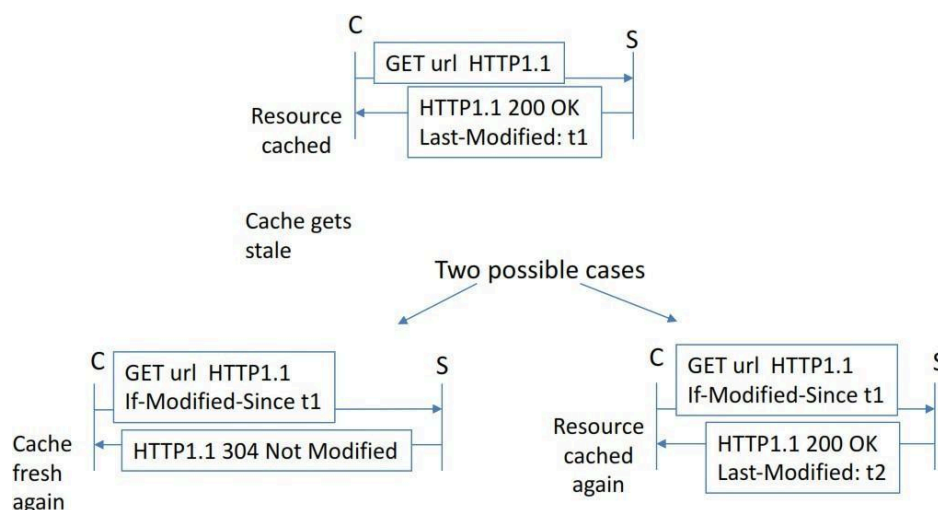 C
S
GET url HTTP1.1
HTTP1.1 200 OK
Last-Modified: t1
Resource
cached
Cache gets
stale
Two possible cases
C
S
GET url HTTP1.1
If-Modified-Since t1
HTTP1.1 304 Not Modified
Cache
fresh
again
C
S
GET url HTTP1.1
If-Modified-Since t1
Resource
cached
again
HTTP1.1 200 OK
Last-Modified: t2